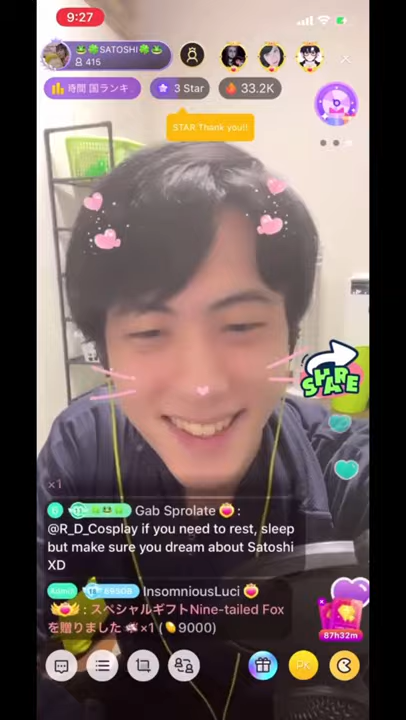 9:27
SATOSHI
415
時間 国ランキ
3 Star
33.2K
STAR Thank you!!
SHARE
×1
6
Gab Sprolate :
@R_D_Cosplay if you need to rest, sleep
but make sure you dream about Satoshi
XD
InsomniousLuci
: スペシャルギフトNine-tailed Fox
を贈りました ×1 ( 9000)
87h32m
PK